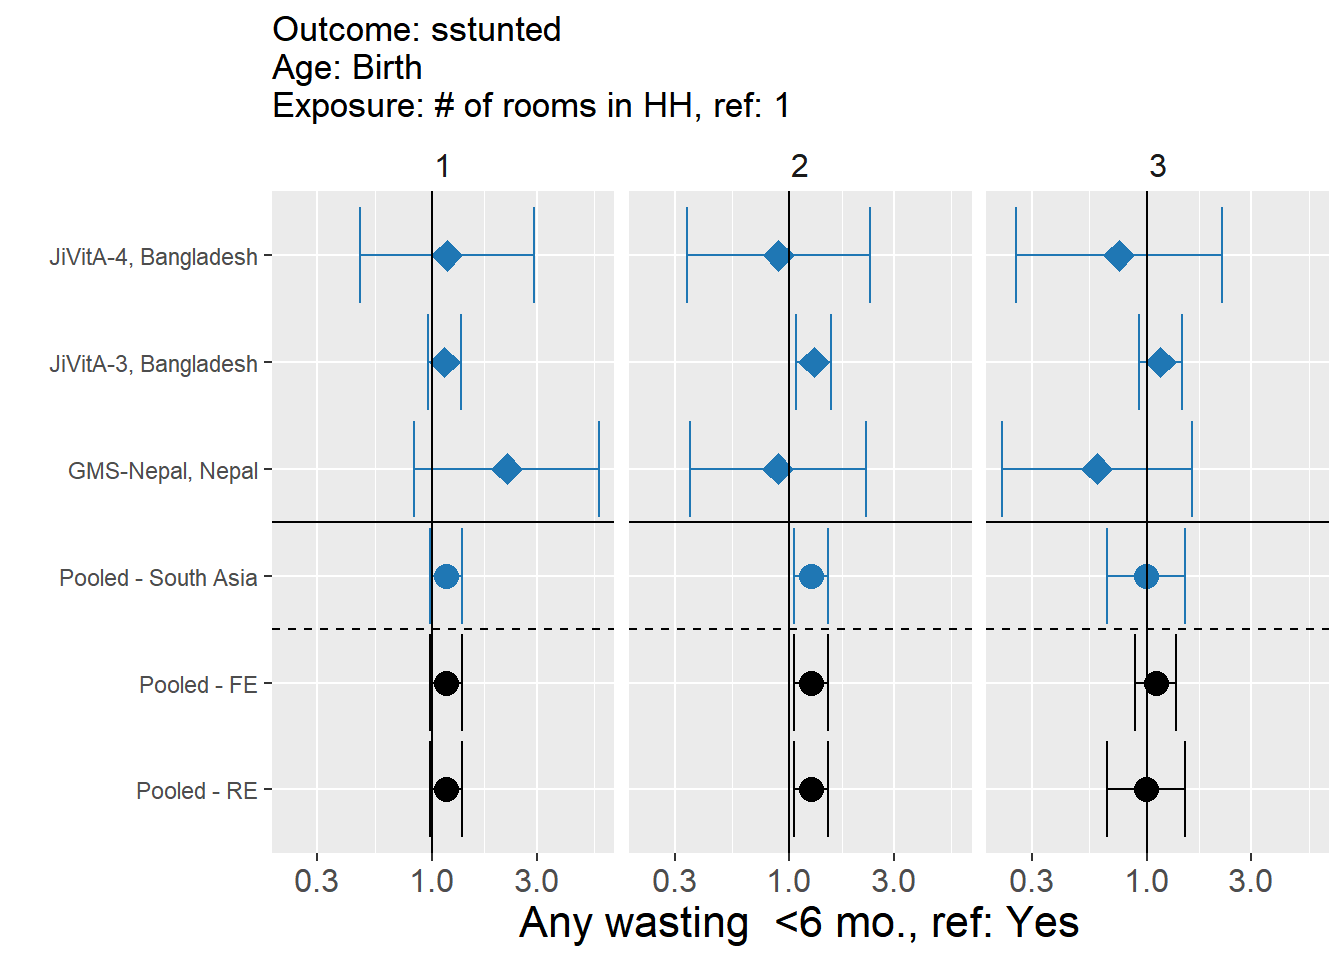 Outcome: sstunted
Age: Birth
Exposure: # of rooms in HH, ref: 1
1 2 3
JiVitA-4, Bangladesh
JiVitA-3, Bangladesh
GMS-Nepal, Nepal
Pooled - South Asia
Pooled - FE
Pooled - RE
0.3 1.0 3.0 0.3 1.0 3.0 0.3 1.0 3.0
Any wasting  <6 mo., ref: Yes